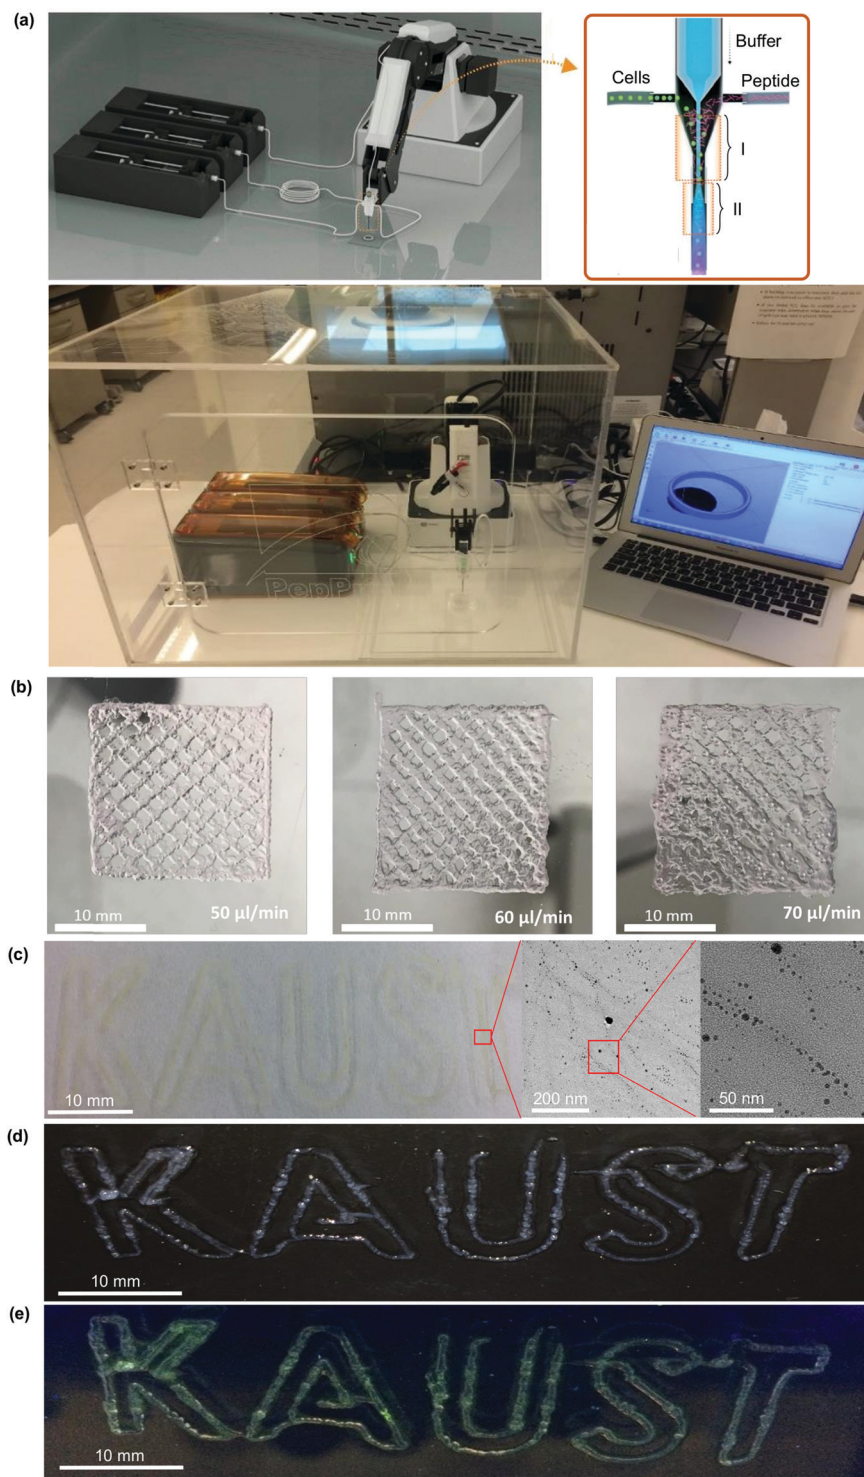 (a)
Buffer
Cells
Peptide
I
II
PepP
(b)
10 mm
50 µl/min
10 mm
60 µl/min
10 mm
70 µl/min
(c)
KAUST
10 mm
200 nm
50 nm
(d)
KAUST
10 mm
(e)
KAUST
10 mm